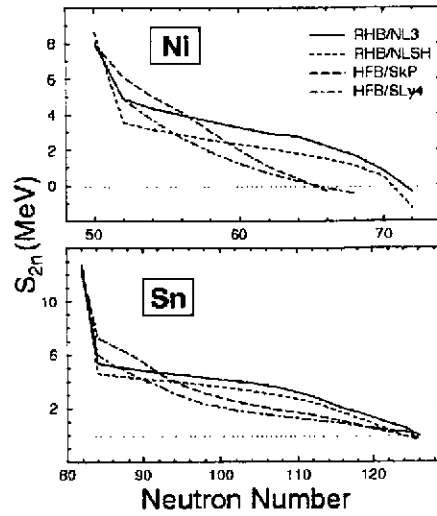 Ni
RHB/NL3
RHB/NLSH
HFB/SkP
HFB/SLy4
8
6
4
2
0
50
60
70
S2n (MeV)
Sn
10
6
2
80
90
100
110
120
Neutron Number